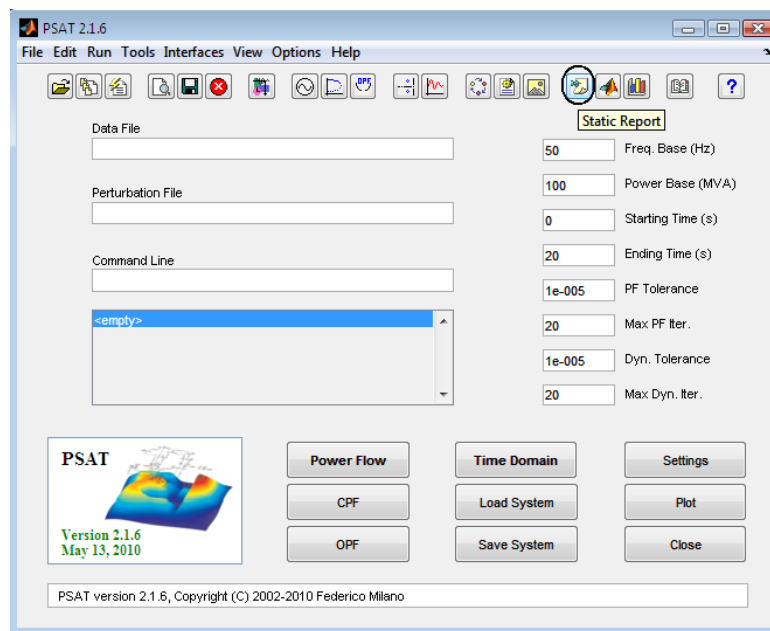 PSAT 2.1.6
File Edit Run Tools Interfaces View Options Help
OPF
?
Static Report
Data File
50 Freq. Base (Hz)
Perturbation File
100 Power Base (MVA)
0 Starting Time (s)
Command Line
20 Ending Time (s)
1e-005 PF Tolerance
<empty>
20 Max PF Iter.
1e-005 Dyn. Tolerance
20 Max Dyn. Iter.
PSAT
Version 2.1.6
May 13, 2010
Power Flow Time Domain Settings
CPF Load System Plot
OPF Save System Close
PSAT version 2.1.6, Copyright (C) 2002-2010 Federico Milano